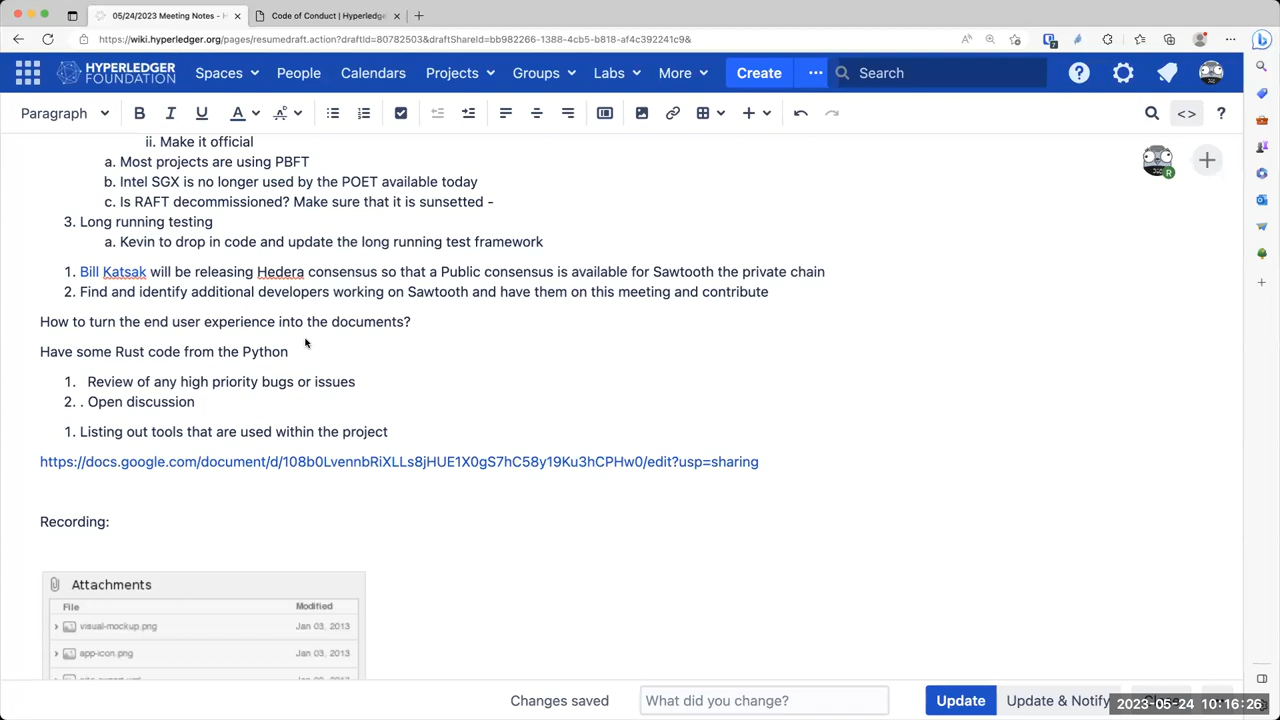 05/24/2023 Meeting Notes - H
Code of Conduct | Hyperledge
https://wiki.hyperledger.org/pages/resumedraft.action?draftId=80782503&draftShareId=bb982266-1388-4cb5-b818-af4c392241c9&
HYPERLEDGER FOUNDATION Spaces People Calendars Projects Groups Labs More Create ••• Search
Paragraph B I U A <> ?
ii. Make it official
a. Most projects are using PBFT
b. Intel SGX is no longer used by the POET available today
c. Is RAFT decommissioned? Make sure that it is sunsetted -
3. Long running testing
a. Kevin to drop in code and update the long running test framework
1. Bill Katsak will be releasing Hedera consensus so that a Public consensus is available for Sawtooth the private chain
2. Find and identify additional developers working on Sawtooth and have them on this meeting and contribute
How to turn the end user experience into the documents?
Have some Rust code from the Python
1. Review of any high priority bugs or issues
2. . Open discussion
1. Listing out tools that are used within the project
https://docs.google.com/document/d/108b0LvennbRiXLLs8jHUE1X0gS7hC58y19Ku3hCPHw0/edit?usp=sharing
Recording:
Attachments
File Modified
visual-mockup.png Jan 03, 2013
app-icon.png Jan 03, 2013
Changes saved What did you change? Update Update & Notify
2023-05-24 10:16:26